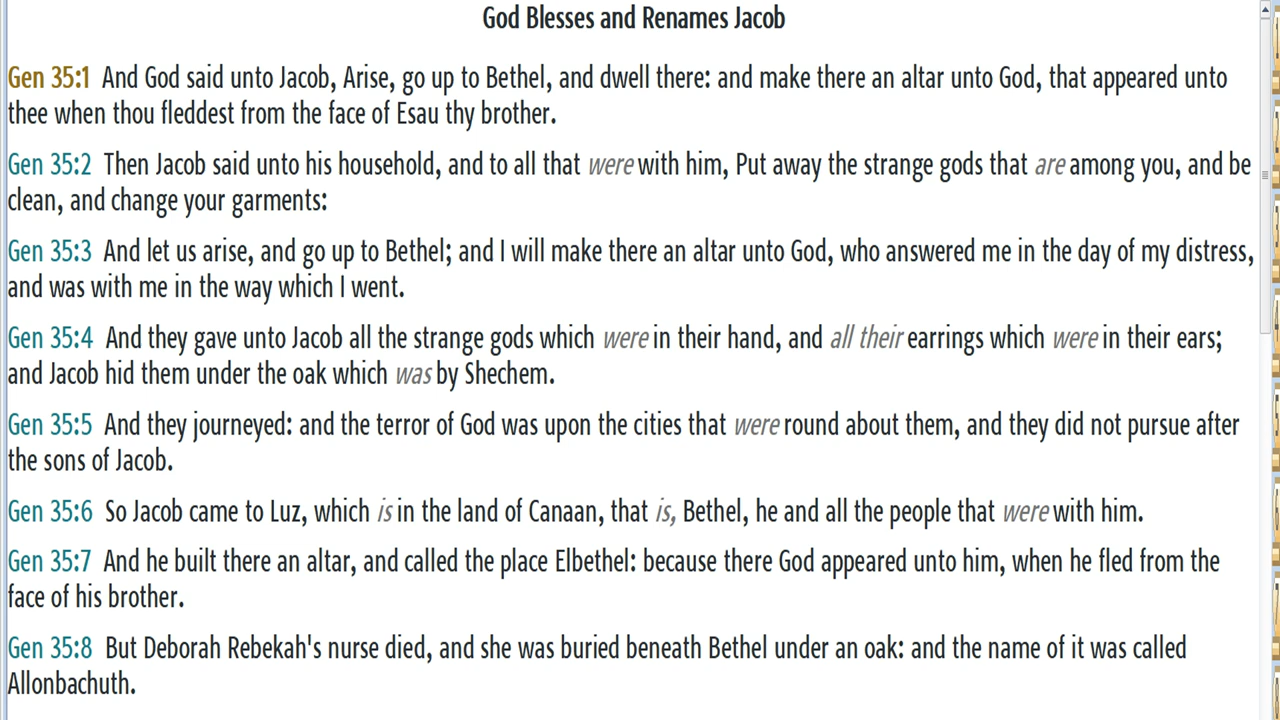 God Blesses and Renames Jacob
Gen 35:1 And God said unto Jacob, Arise, go up to Bethel, and dwell there: and make there an altar unto God, that appeared unto
thee when thou fleddest from the face of Esau thy brother.
Gen 35:2 Then Jacob said unto his household, and to all that were with him, Put away the strange gods that are among you, and be
clean, and change your garments:
Gen 35:3 And let us arise, and go up to Bethel; and I will make there an altar unto God, who answered me in the day of my distress,
and was with me in the way which I went.
Gen 35:4 And they gave unto Jacob all the strange gods which were in their hand, and all their earrings which were in their ears;
and Jacob hid them under the oak which was by Shechem.
Gen 35:5 And they journeyed: and the terror of God was upon the cities that were round about them, and they did not pursue after
the sons of Jacob.
Gen 35:6 So Jacob came to Luz, which is in the land of Canaan, that is, Bethel, he and all the people that were with him.
Gen 35:7 And he built there an altar, and called the place Elbethel: because there God appeared unto him, when he fled from the
face of his brother.
Gen 35:8 But Deborah Rebekah's nurse died, and she was buried beneath Bethel under an oak: and the name of it was called
Allonbachuth.